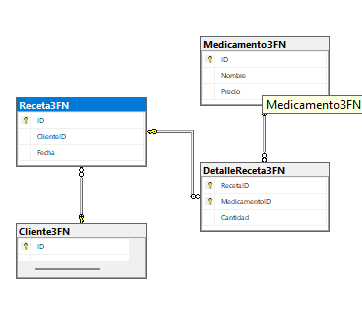 Medicamento3FN
ID
Nombre
Precio
Medicamento3FN
Receta3FN
ID
ClienteID
Fecha
DetalleReceta3FN
RecetaID
MedicamentoID
Cantidad
Cliente3FN
ID